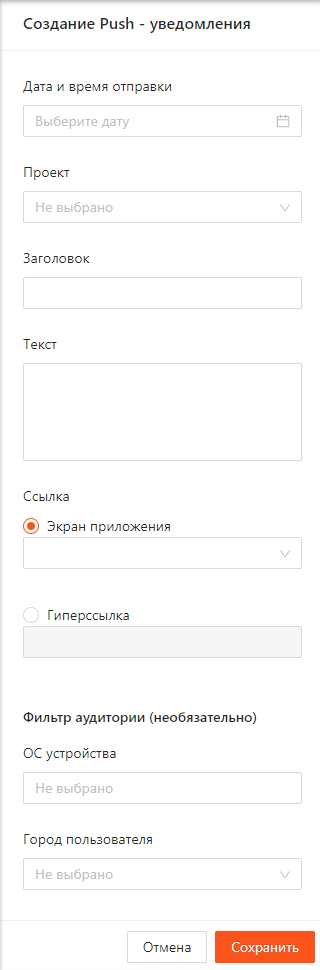 Создание Push - уведомления
Дата и время отправки
Выберите дату
Проект
Не выбрано
Заголовок
Текст
Ссылка
Экран приложения
Гиперссылка
Фильтр аудитории (необязательно)
ОС устройства
Не выбрано
Город пользователя
Не выбрано
Отмена Сохранить